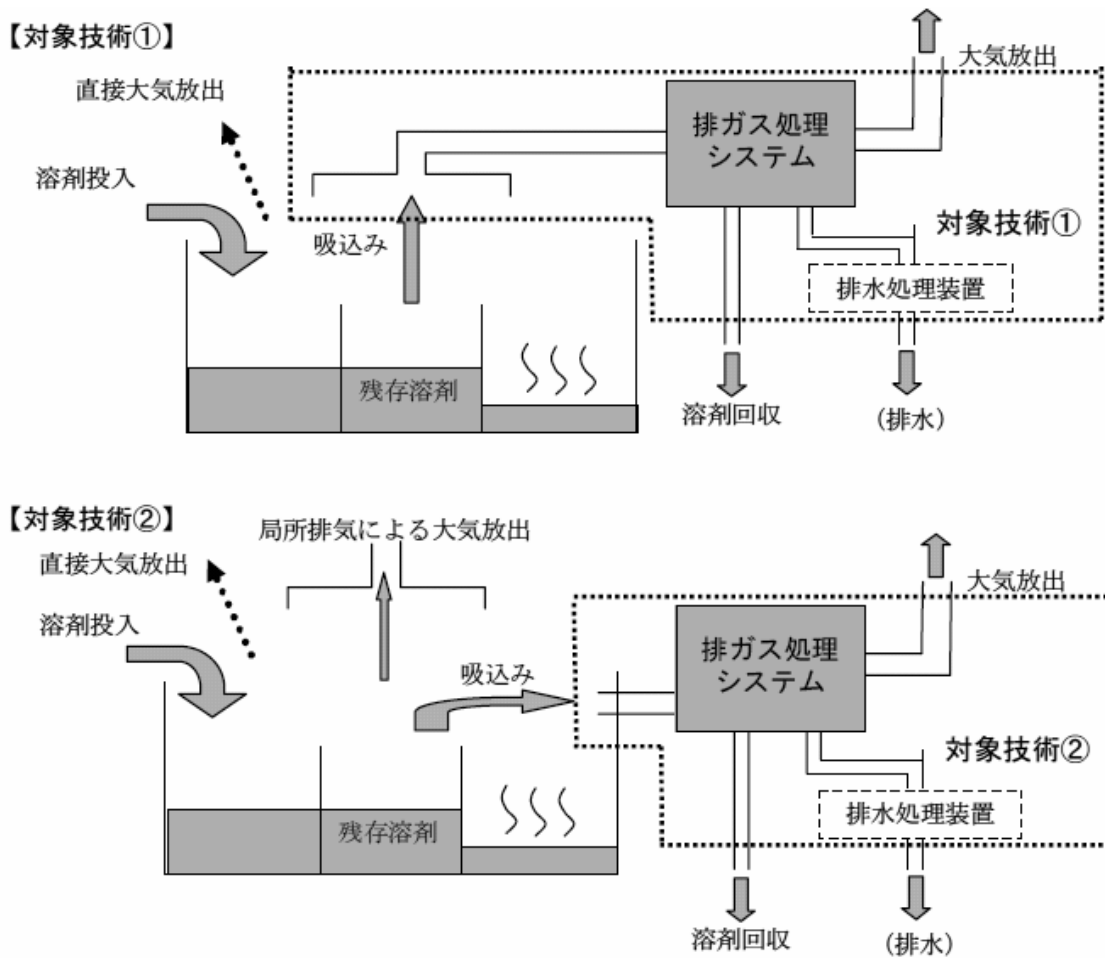 【対象技術①】
直接大気放出
溶剤投入
吸込み
残存溶剤
排ガス処理
システム
大気放出
対象技術①
排水処理装置
溶剤回収
(排水)
【対象技術②】
局所排気による大気放出
直接大気放出
溶剤投入
吸込み
残存溶剤
排ガス処理
システム
大気放出
対象技術②
排水処理装置
溶剤回収
(排水)